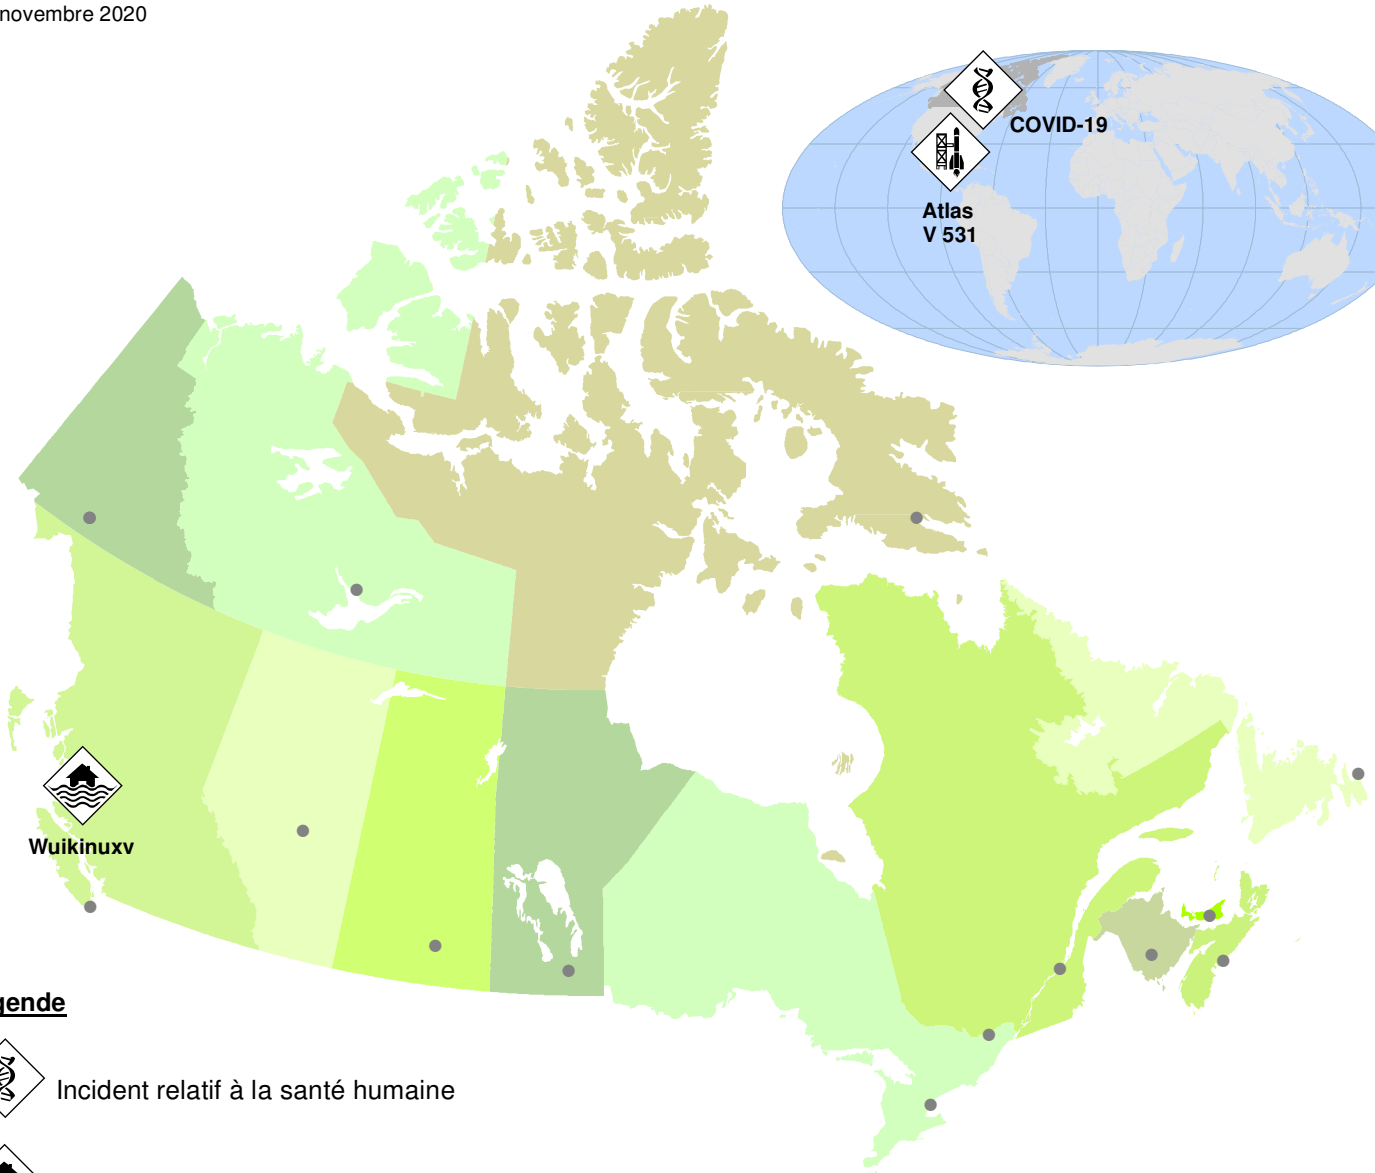 novembre 2020
COVID-19
Atlas
V 531
Wuikinuxv
gende
Incident relatif à la santé humaine